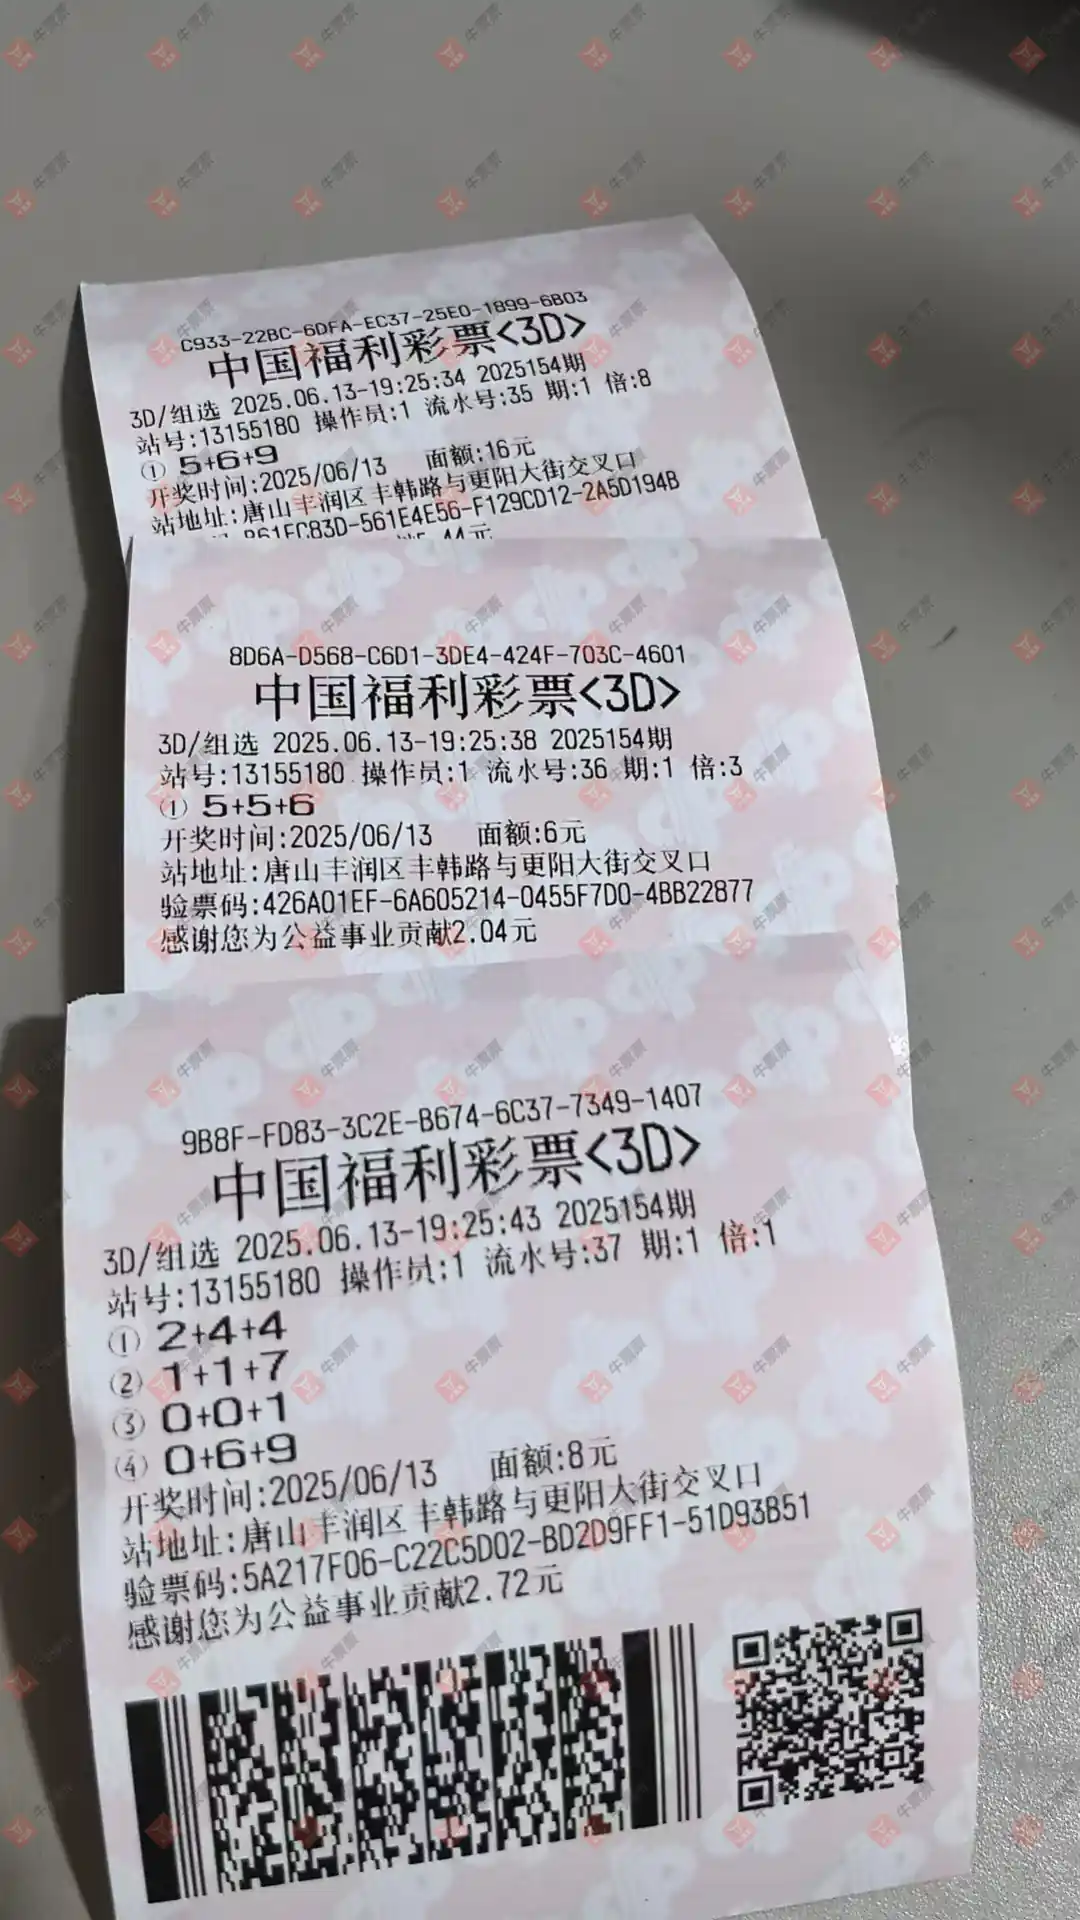 C933-22BC-6DFA-EC37-25E0-1899-6B03
中国福利彩票<3D>
3D/组选 2025.06.13-19:25:34 2025154期
站号:13155180 操作员:1 流水号:35 期:1 倍:8
① 5+6+9
开奖时间:2025/06/13 面额:16元
站地址:唐山丰润区丰韩路与更阳大街交叉口
B61FC83D-561E4E56-F129CD12-2A5D194B
8D6A-D568-C6D1-3DE4-424F-703C-4601
中国福利彩票<3D>
3D/组选 2025.06.13-19:25:38 2025154期
站号:13155180 操作员:1 流水号:36 期:1 倍:3
① 5+5+6
开奖时间:2025/06/13 面额:6元
站地址:唐山丰润区丰韩路与更阳大街交叉口
验票码:426A01EF-6A605214-0455F7D0-4BB22877
感谢您为公益事业贡献2.04元
9B8F-FD83-3C2E-B674-6C37-7349-1407
中国福利彩票<3D>
3D/组选 2025.06.13-19:25:43 2025154期
站号:13155180 操作员:1 流水号:37 期:1 倍:1
① 2+4+4
② 1+1+7
③ 0+0+1
④ 0+6+9
开奖时间:2025/06/13 面额:8元
站地址:唐山丰润区丰韩路与更阳大街交叉口
验票码:5A217F06-C22C5D02-BD2D9FF1-51D93B51
感谢您为公益事业贡献2.72元
牛票票